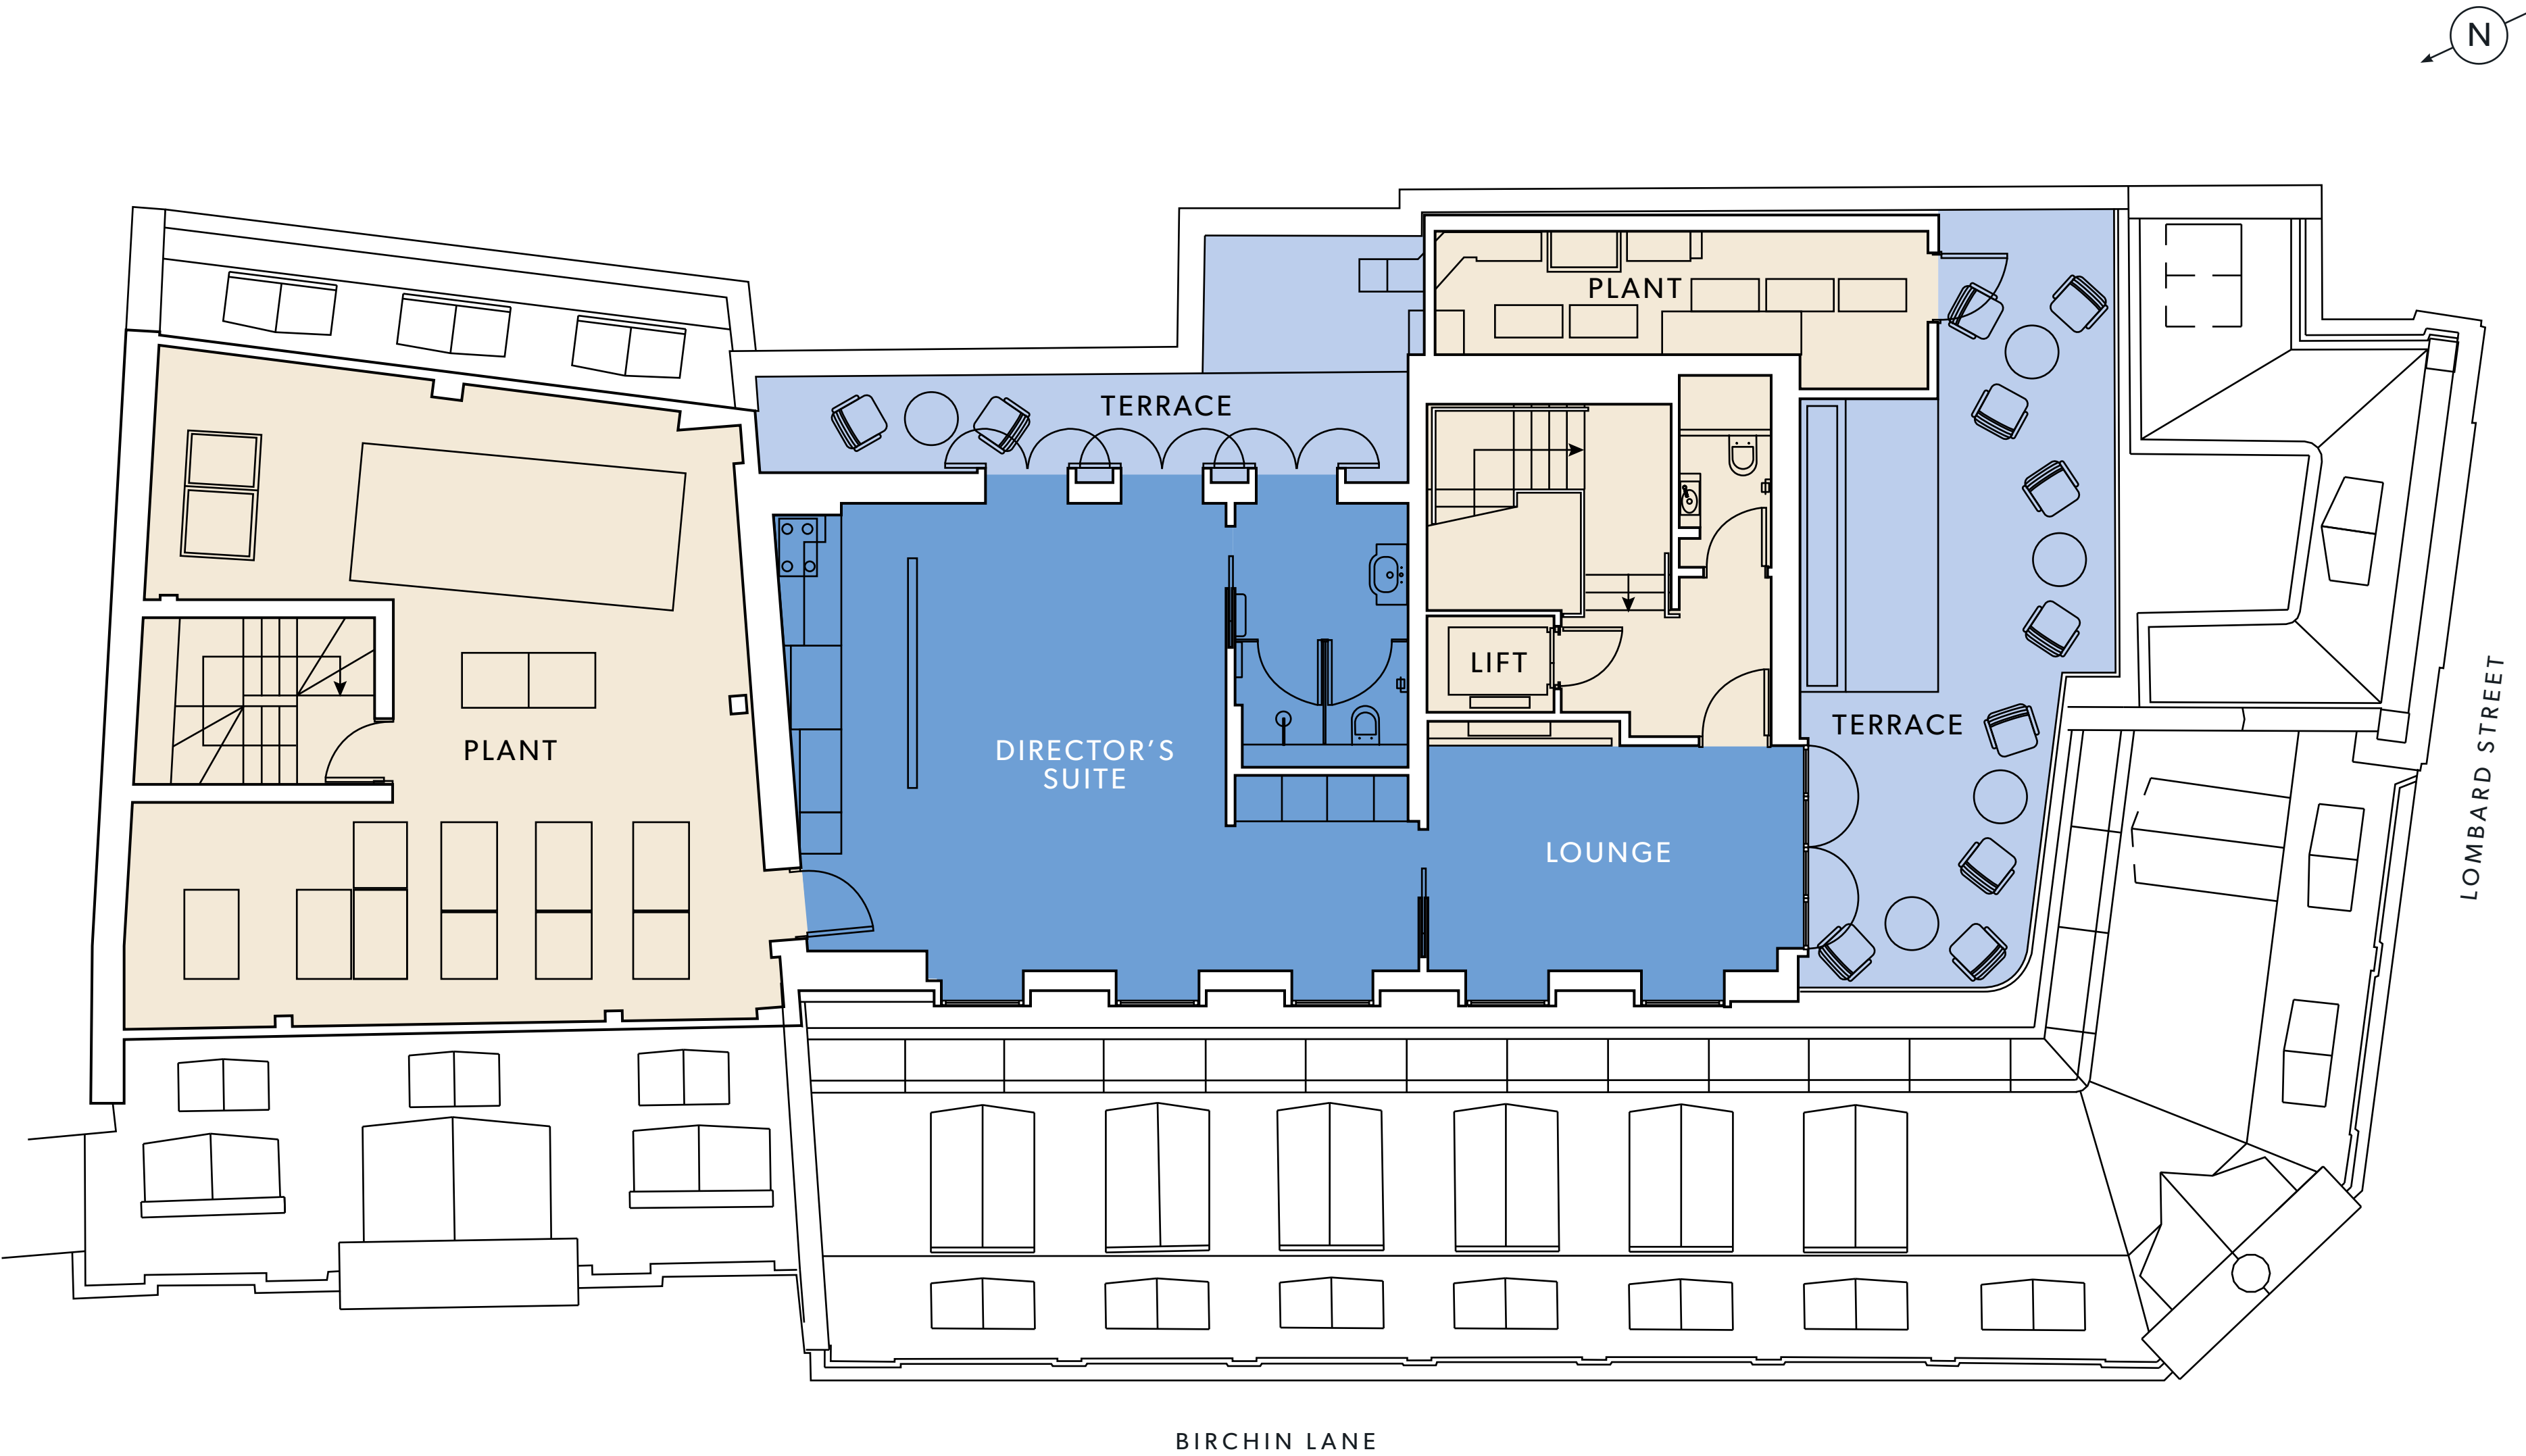 N
PLANT
TERRACE
LIFT
PLANT
DIRECTOR'S
SUITE
TERRACE
LOUNGE
LOMBARD STREET
BIRCHIN LANE